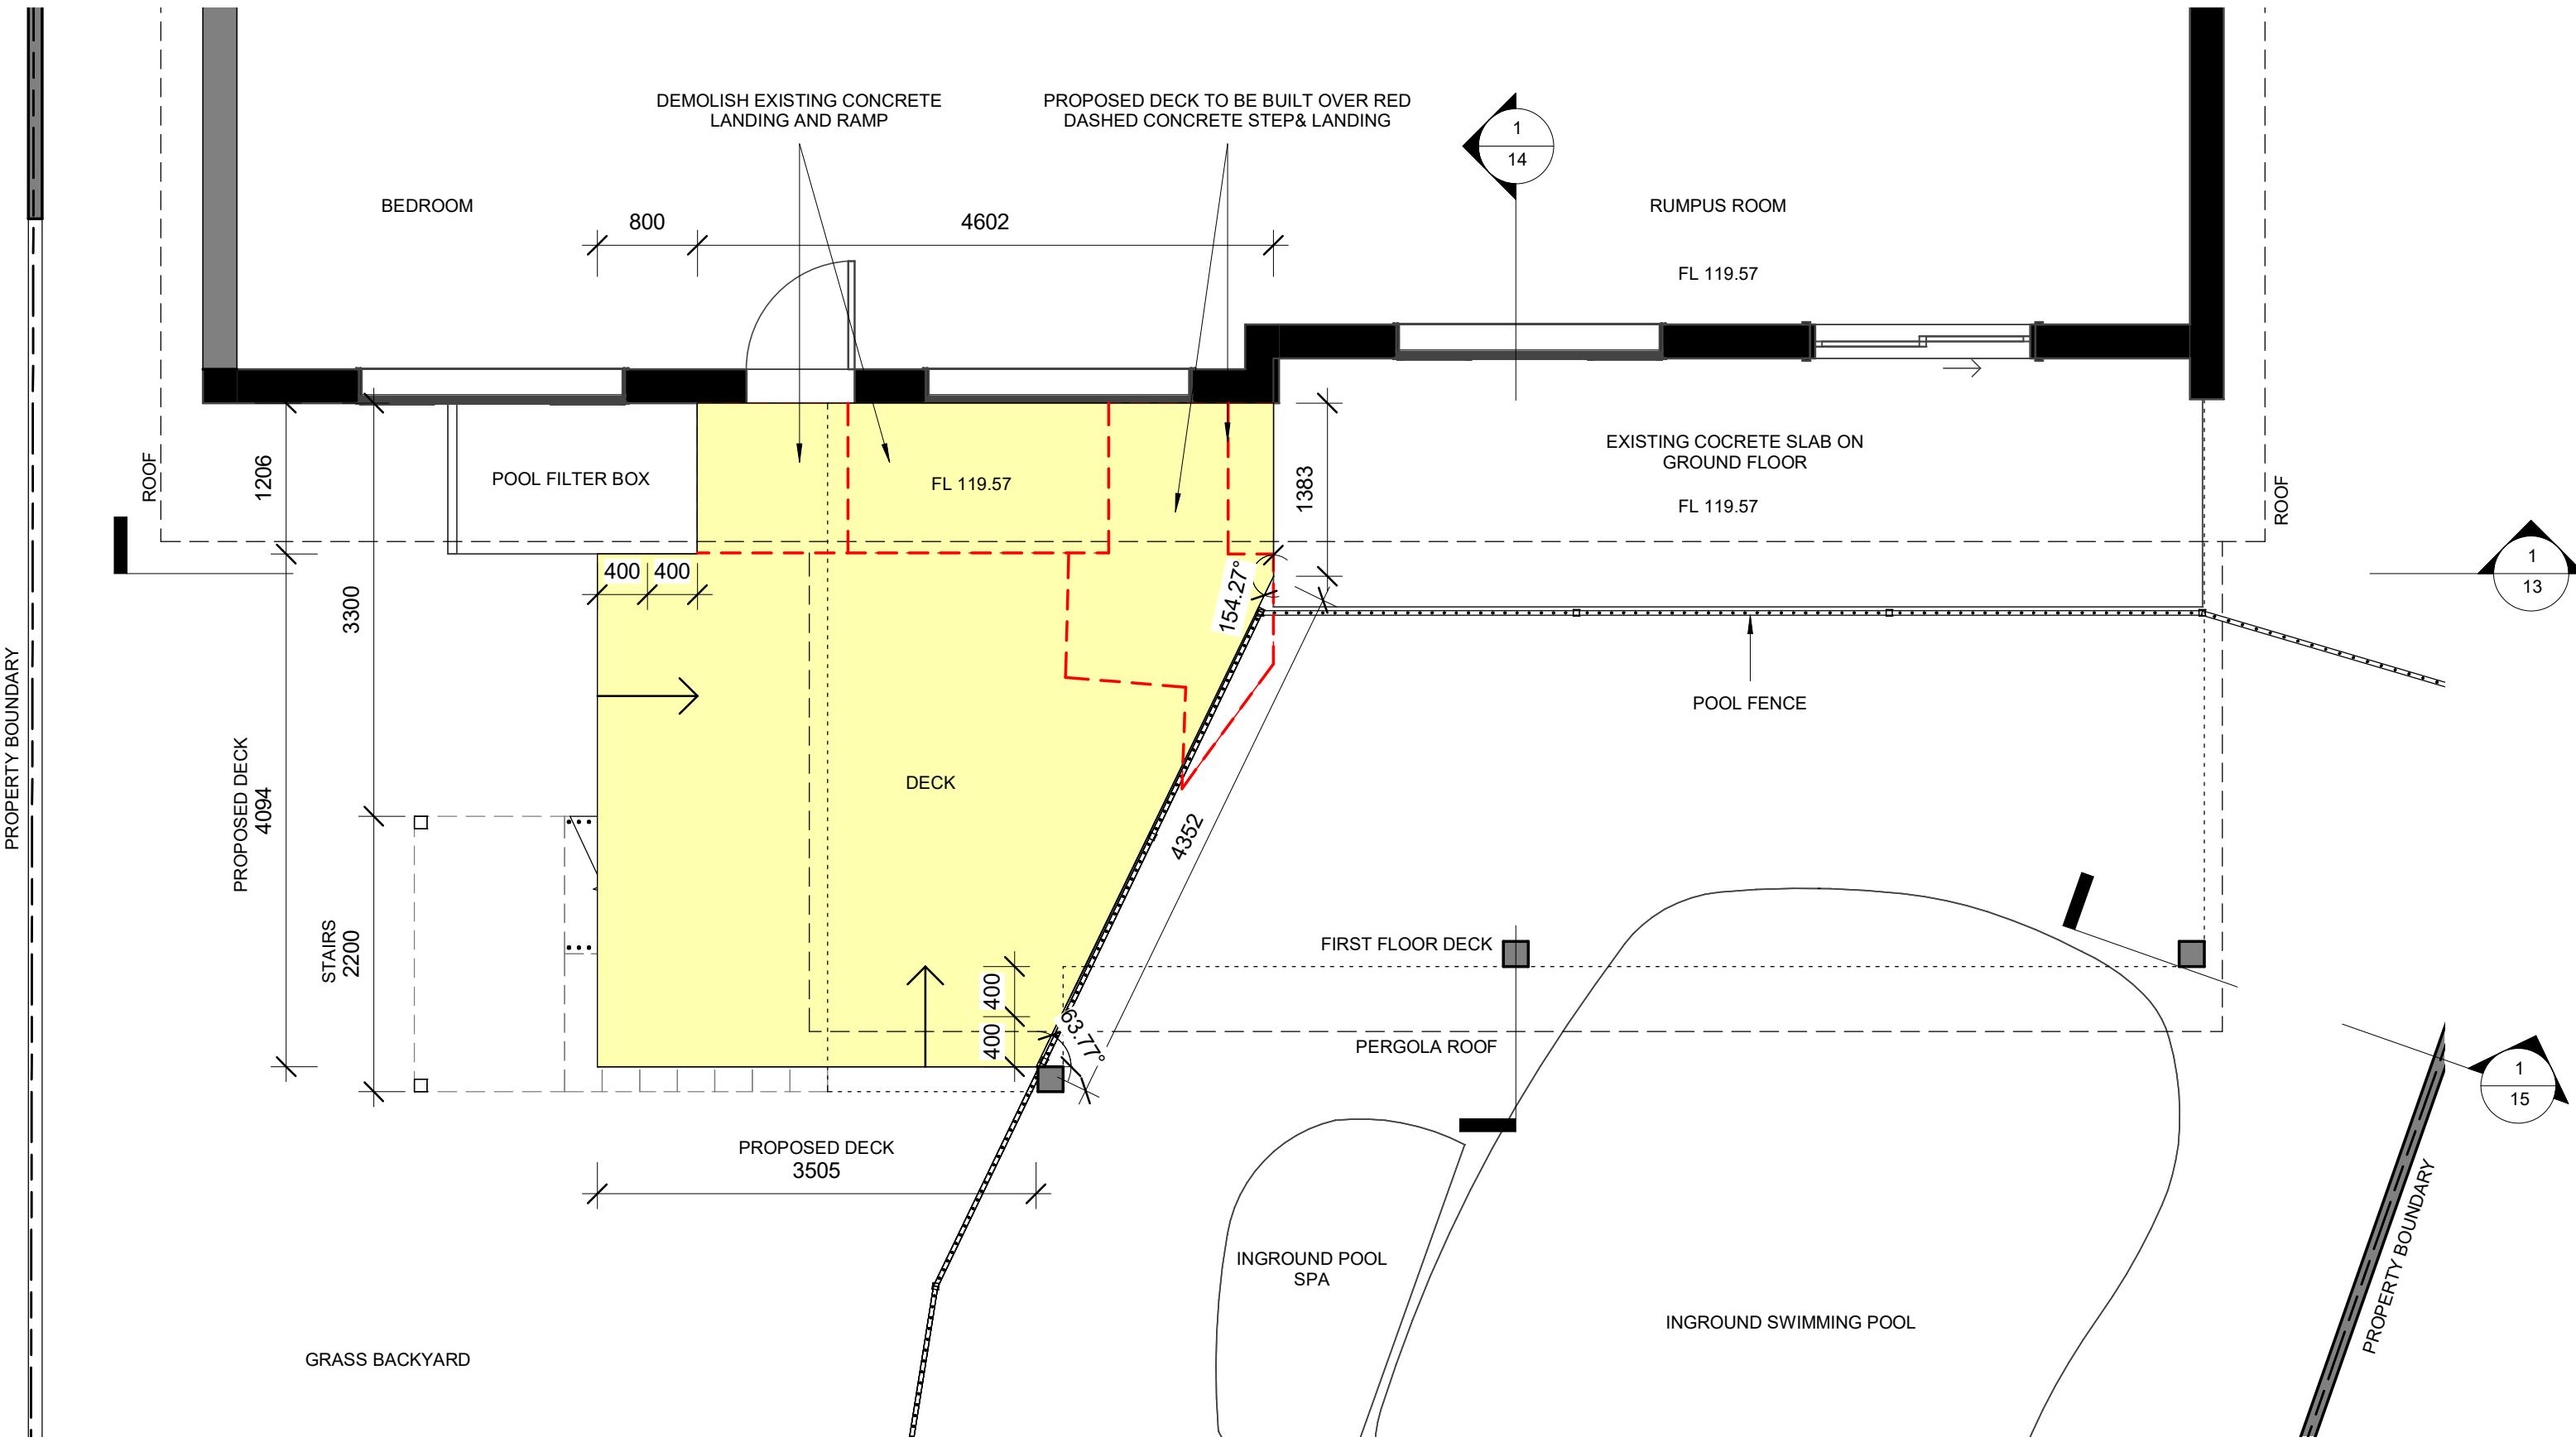 DEMOLISH EXISTING CONCRETE
LANDING AND RAMP
PROPOSED DECK TO BE BUILT OVER RED
DASHED CONCRETE STEP& LANDING
1
14
BEDROOM
800
4602
RUMPUS ROOM
FL 119.57
ROOF
1206
POOL FILTER BOX
FL 119.57
1383
EXISTING COCRETE SLAB ON
GROUND FLOOR
FL 119.57
ROOF
1
13
400
400
3300
154.27°
POOL FENCE
PROPERTY BOUNDARY
PROPOSED DECK
4094
DECK
4352
STAIRS
2200
FIRST FLOOR DECK
400
400
63.77°
PERGOLA ROOF
1
15
PROPOSED DECK
3505
INGROUND POOL
SPA
INGROUND SWIMMING POOL
PROPERTY BOUNDARY
GRASS BACKYARD